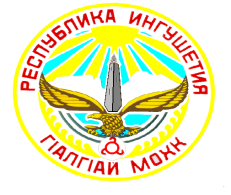 РЕСПУБЛИКА ИНГУШЕТИЯ
ГIАЛГIАЙ МОХК